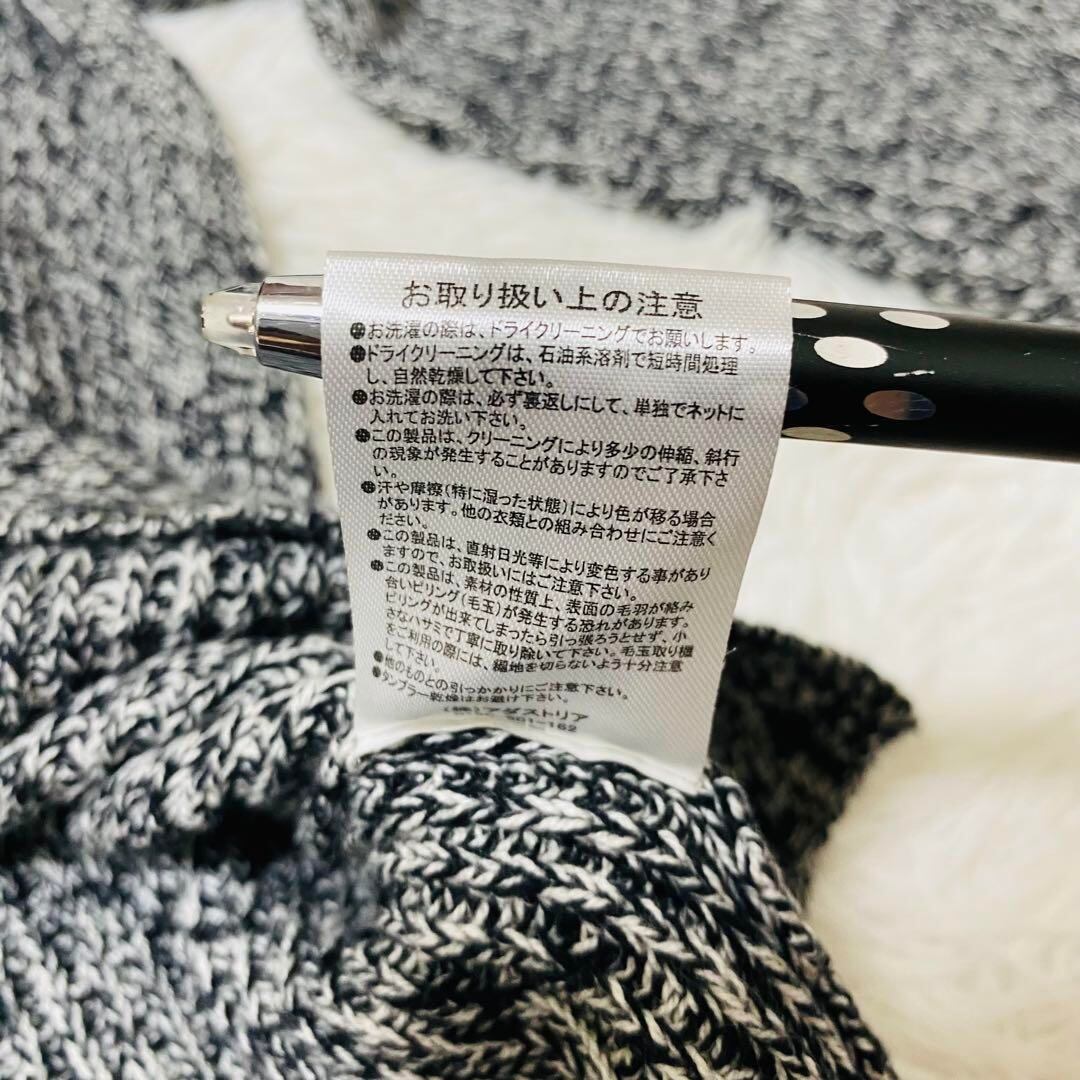 お取り扱い上の注意
●お洗濯の際は、ドライクリーニングでお願いします。
●ドライクリーニングは、石油系溶剤で短時間処理
し、自然乾燥して下さい。
●お洗濯の際は、必ず裏返しにして、単独でネットに
入れてお洗い下さい。
●この製品は、クリーニングにより多少の伸縮、斜行
の現象が発生することがありますのでご了承下さ
い。
●汗や摩擦(特に湿った状態)により色が移る場合
があります。他の衣類との組み合わせにご注意く
ださい。
●この製品は、直射日光等により変色する事があり
ますので、お取扱いにはご注意下さい。
●この製品は、素材の性質上、表面の毛羽が絡み
合いピリング(毛玉)が発生する恐れがあります。
ピリングが出来てしまったら引っ張ろうとせず、小
さなハサミで丁寧に取り除いて下さい。毛玉取り機
をご利用の際には、編地を切らないよう十分注意
して下さい。
●他のものとの引っかかりにご注意下さい。
●タンブラー乾燥はお避け下さい。
(株)アダストリア
301-162